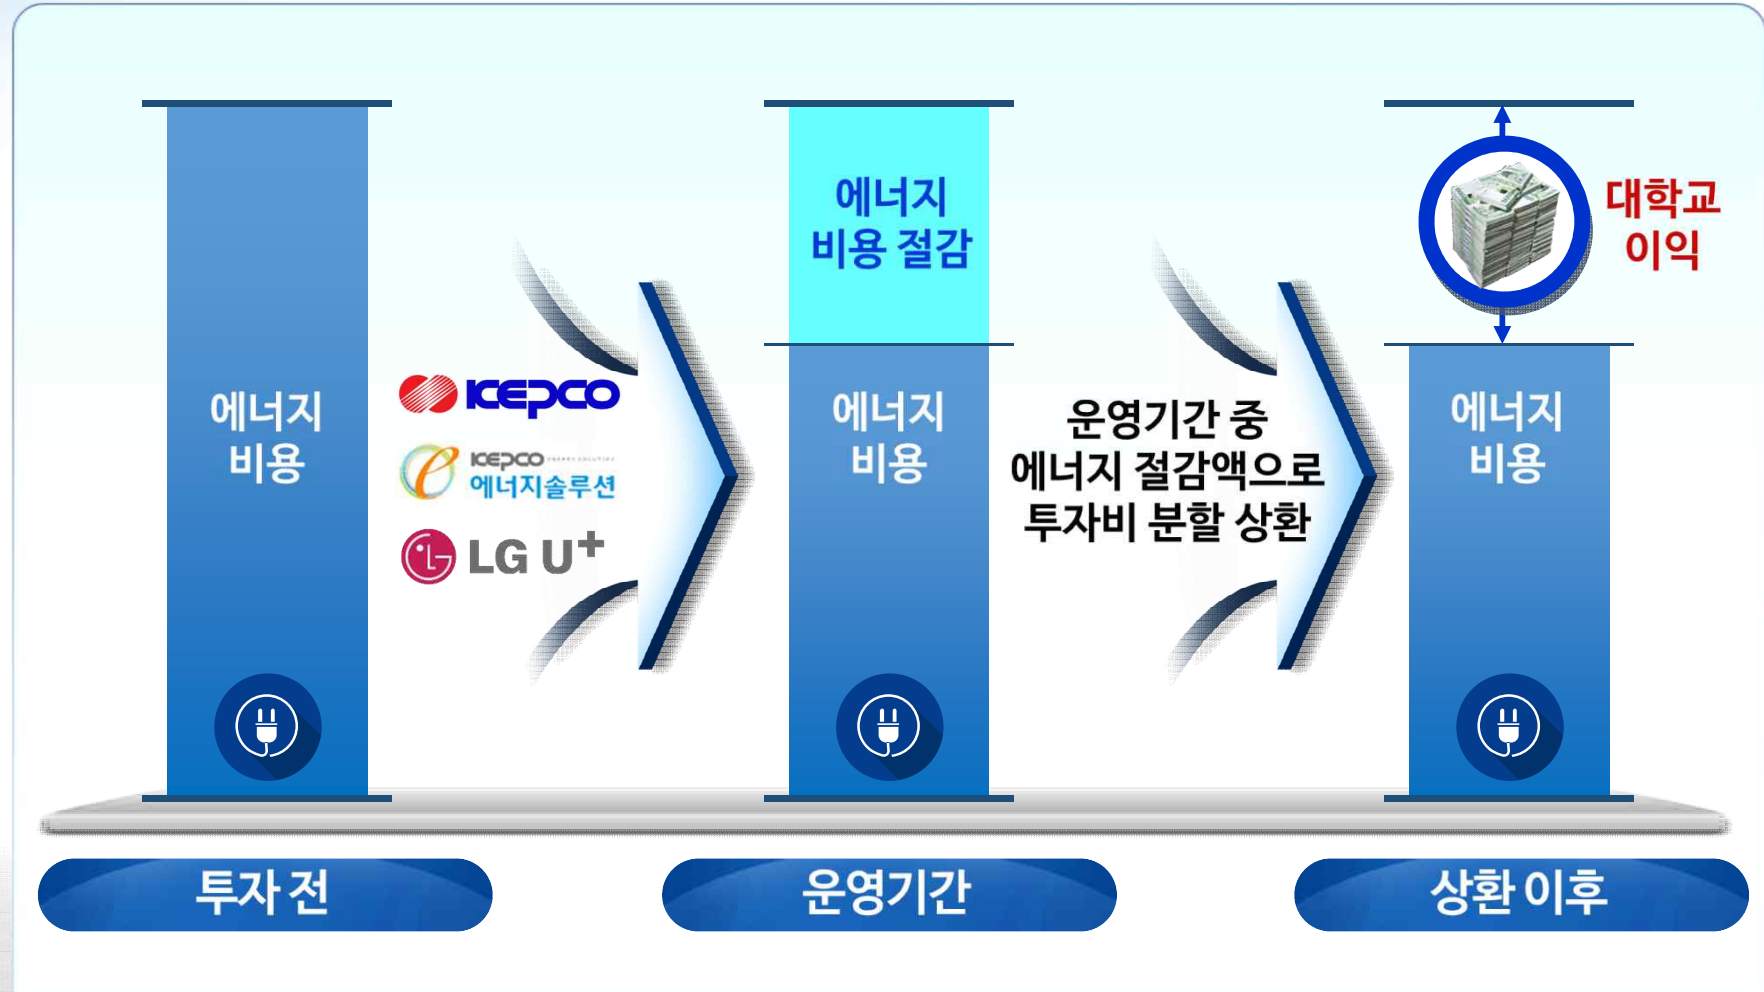 에너지
비용
KEPCO
KEPCO ENERGY SOLUTION
에너지솔루션
LG U+
에너지
비용 절감
에너지
비용
운영기간 중
에너지 절감액으로
투자비 분할 상환
대학교
이익
에너지
비용
투자 전
운영기간
상환 이후